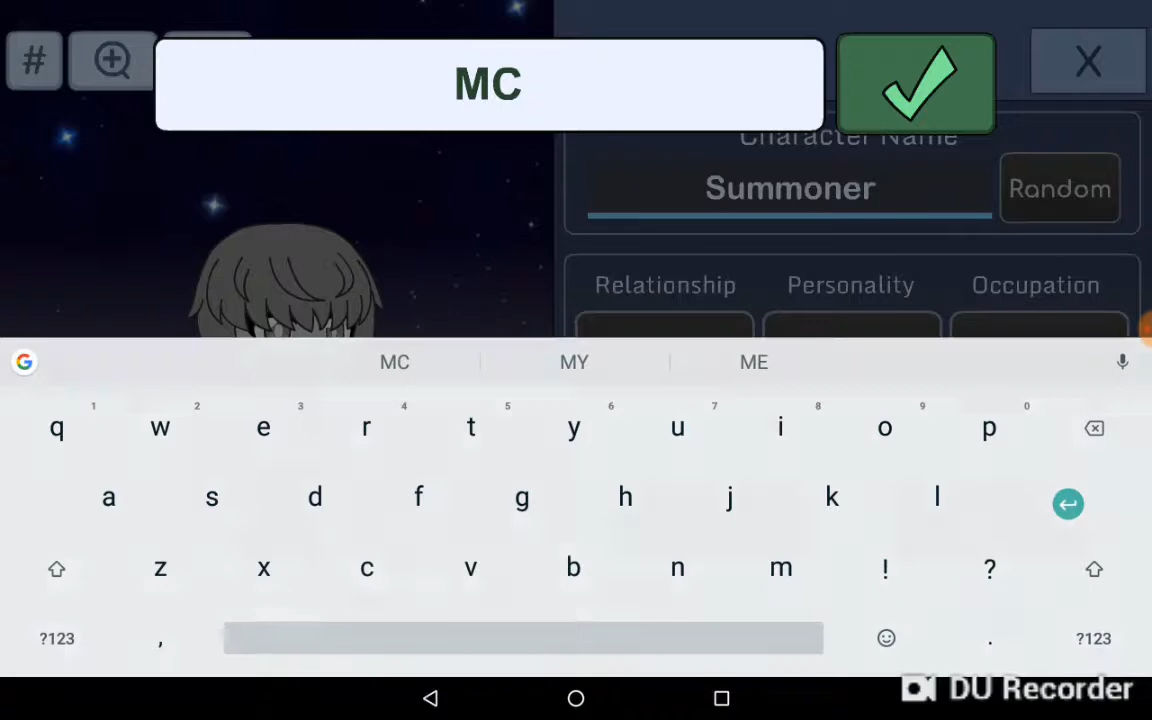 #
MC
X
Character Name
Summoner
Random
Relationship Personality Occupation
G MC MY ME
1 2 3 4 5 6 7 8 9 0
q w e r t y u i o p
a s d f g h j k l
z x c v b n m ! ?
?123 , . ?123
DU Recorder